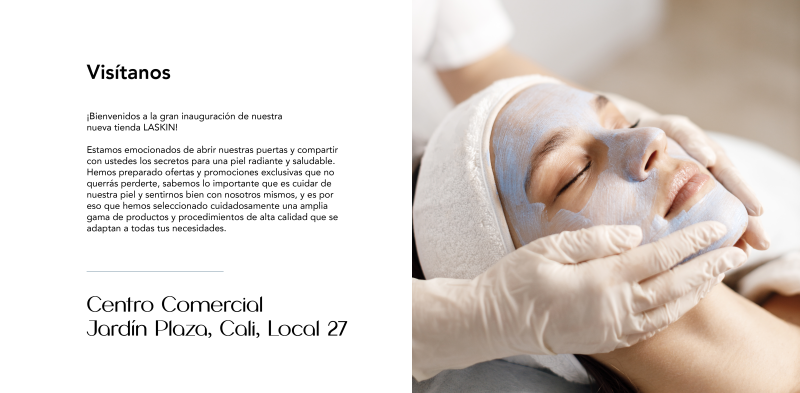 Visítanos
¡Bienvenidos a la gran inauguración de nuestra
nueva tienda LASKIN!
Estamos emocionados de abrir nuestras puertas y compartir
con ustedes los secretos para una piel radiante y saludable.
Hemos preparado ofertas y promociones exclusivas que no
querrás perderte, sabemos lo importante que es cuidar de
nuestra piel y sentirnos bien con nosotros mismos, y es por
eso que hemos seleccionado cuidadosamente una amplia
gama de productos y procedimientos de alta calidad que se
adaptan a todas tus necesidades.
Centro Comercial
Jardín Plaza, Cali, Local 27